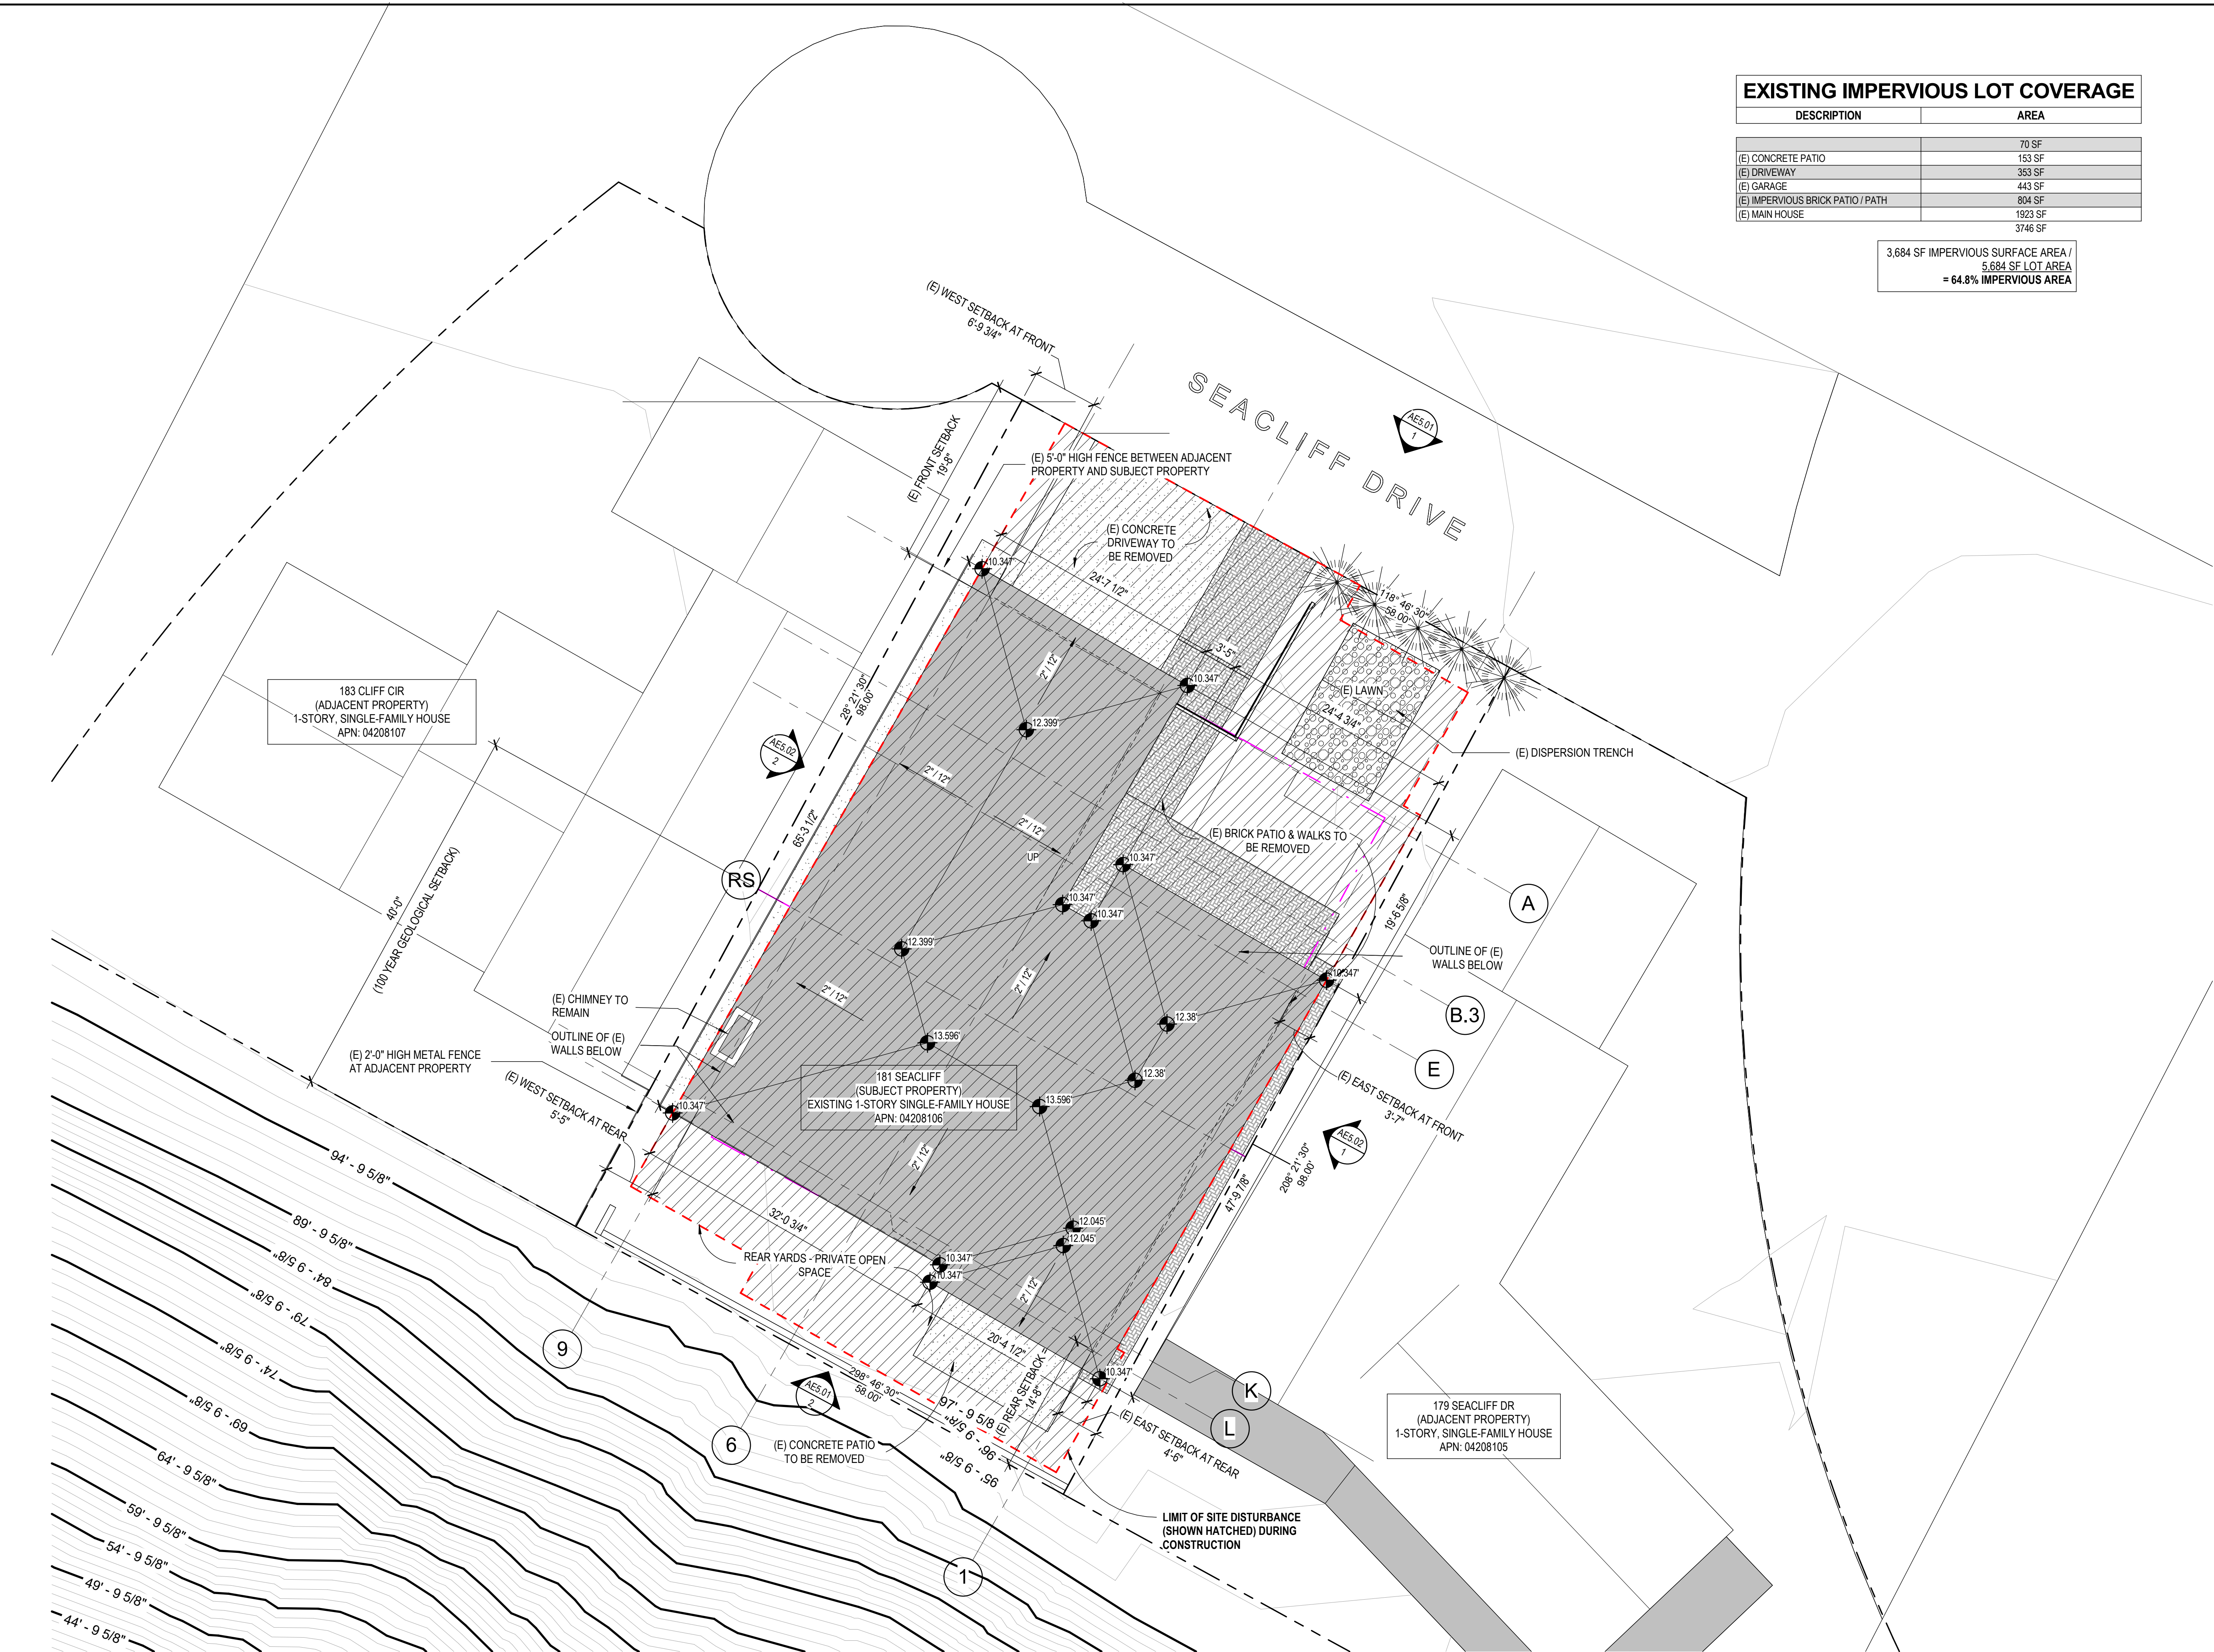 EXISTING IMPERVIOUS LOT COVERAGE
DESCRIPTION AREA
70 SF
(E) CONCRETE PATIO 153 SF
(E) DRIVEWAY 353 SF
(E) GARAGE 443 SF
(E) IMPERVIOUS BRICK PATIO / PATH 804 SF
(E) MAIN HOUSE 1923 SF
3746 SF
3,684 SF IMPERVIOUS SURFACE AREA /
5,684 SF LOT AREA
= 64.8% IMPERVIOUS AREA
(E) WEST SETBACK AT FRONT
6'-9 3/4"
SEACLIFF DRIVE
AE5.01
1
(E) FRONT SETBACK
19'-8"
(E) 5'-0" HIGH FENCE BETWEEN ADJACENT
PROPERTY AND SUBJECT PROPERTY
(E) CONCRETE
DRIVEWAY TO
BE REMOVED
10.347'
24'-7 1/2"
118° 46' 30"
58.00'
3'-5"
2" / 12"
10.347'
(E) LAWN
24'-4 3/4"
183 CLIFF CIR
(ADJACENT PROPERTY)
1-STORY, SINGLE-FAMILY HOUSE
APN: 04208107
28° 21' 30"
98.00'
12.399'
(E) DISPERSION TRENCH
AE5.02
2
2" / 12"
65'-3 1/2"
2" / 12"
UP
(E) BRICK PATIO & WALKS TO
BE REMOVED
10.347'
RS
10.347'
10.347'
A
40'-0"
(100 YEAR GEOLOGICAL SETBACK)
19'-6 5/8"
12.399'
OUTLINE OF (E)
WALLS BELOW
10.347'
2" / 12"
2" / 12"
(E) CHIMNEY TO
REMAIN
B.3
12.38'
OUTLINE OF (E)
WALLS BELOW
13.596'
(E) 2'-0" HIGH METAL FENCE
AT ADJACENT PROPERTY
E
12.38'
(E) WEST SETBACK AT REAR
5'-5"
181 SEACLIFF
(SUBJECT PROPERTY)
EXISTING 1-STORY SINGLE-FAMILY HOUSE
APN: 04208106
10.347'
13.596'
(E) EAST SETBACK AT FRONT
3'-7"
AE5.02
1
2" / 12"
208° 21' 30"
98.00'
47'-9 7/8"
32'-0 3/4"
12.045'
12.045'
REAR YARDS - PRIVATE OPEN
SPACE
10.347'
10.347'
2" / 12"
20'-4 1/2"
9
298° 46' 30"
58.00'
AE5.01
2
10.347'
(E) REAR SETBACK
14'-8"
K
L
97' - 9 5/8"
96' - 9 5/8"
95' - 9 5/8"
6
(E) CONCRETE PATIO
TO BE REMOVED
(E) EAST SETBACK AT REAR
4'-6"
179 SEACLIFF DR
(ADJACENT PROPERTY)
1-STORY, SINGLE-FAMILY HOUSE
APN: 04208105
LIMIT OF SITE DISTURBANCE
(SHOWN HATCHED) DURING
CONSTRUCTION
1
94' - 9 5/8"
89' - 9 5/8"
84' - 9 5/8"
79' - 9 5/8"
74' - 9 5/8"
69' - 9 5/8"
64' - 9 5/8"
59' - 9 5/8"
54' - 9 5/8"
49' - 9 5/8"
44' - 9 5/8"